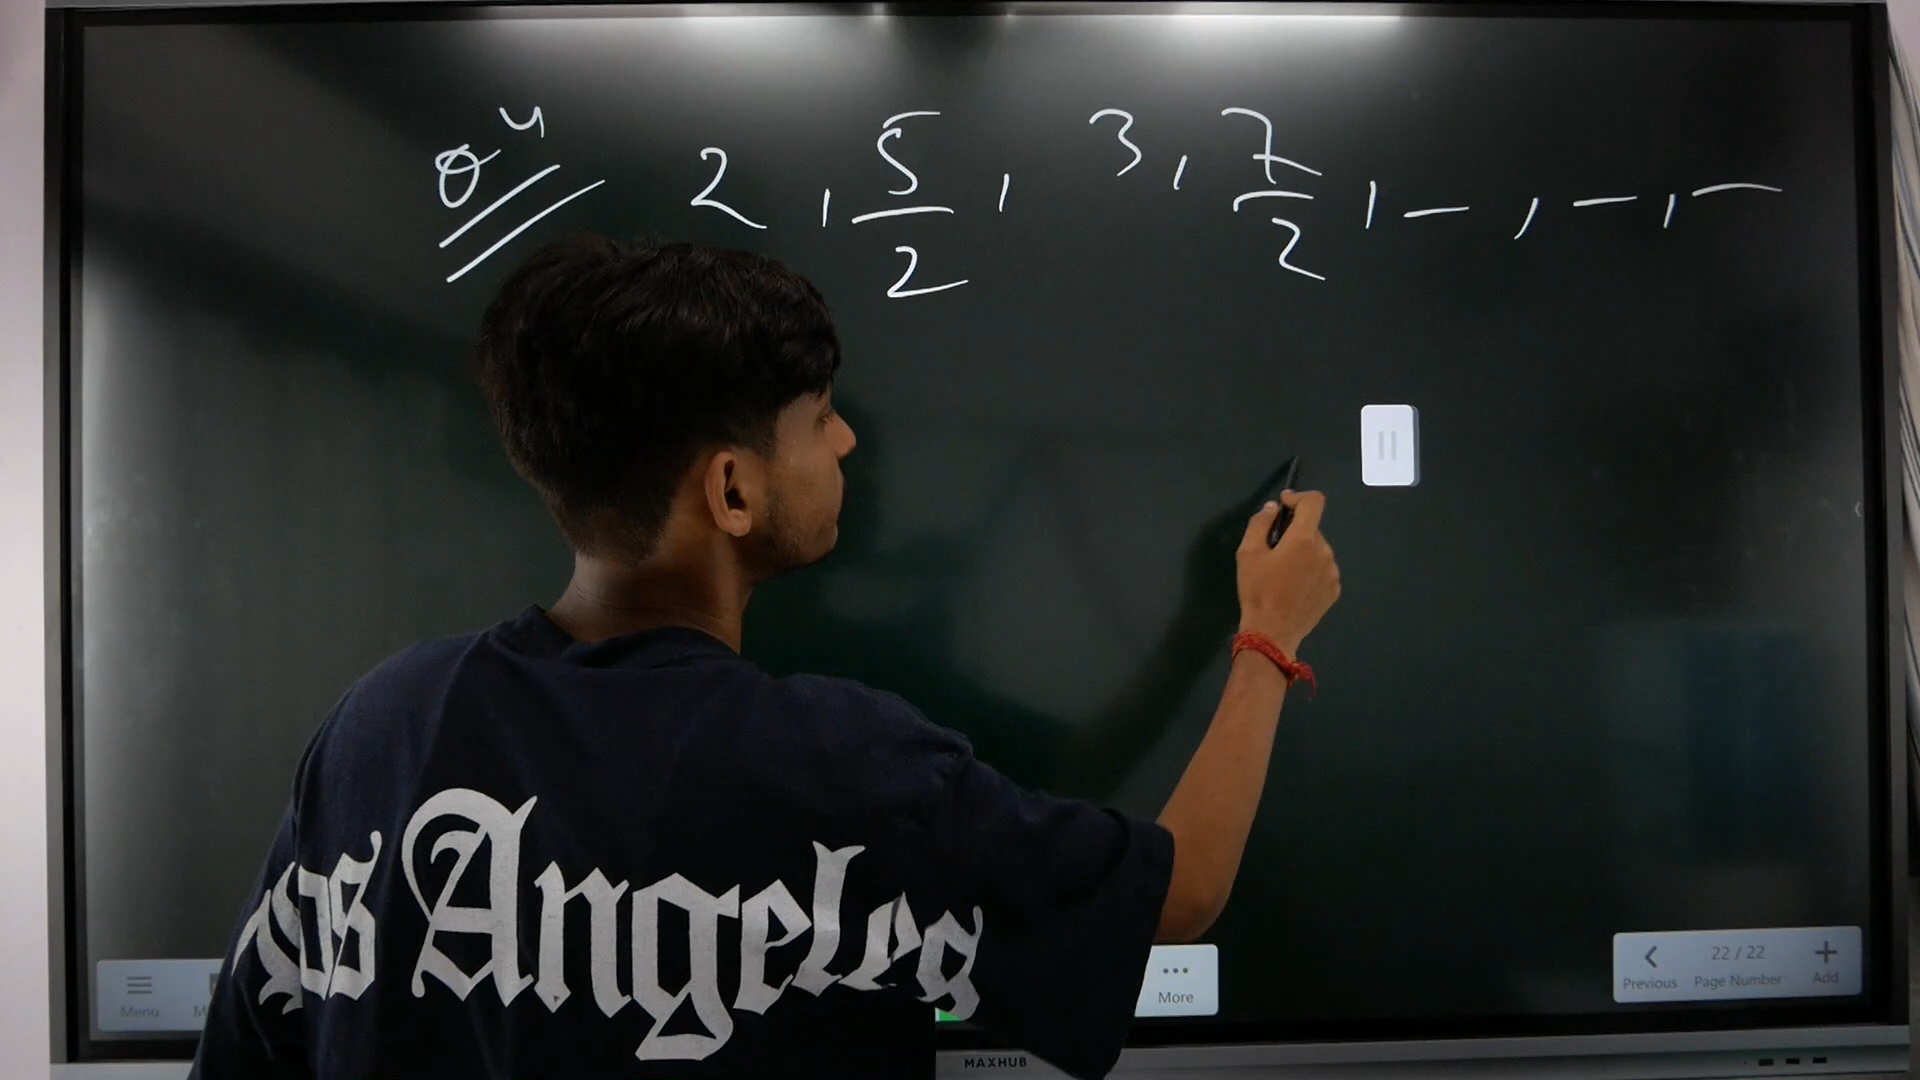 Q4 2, 5/2, 3, 7/2, –, –, –
Los Angeles
Menu
More
Previous
22 / 22
Page Number
Add
MAXHUB